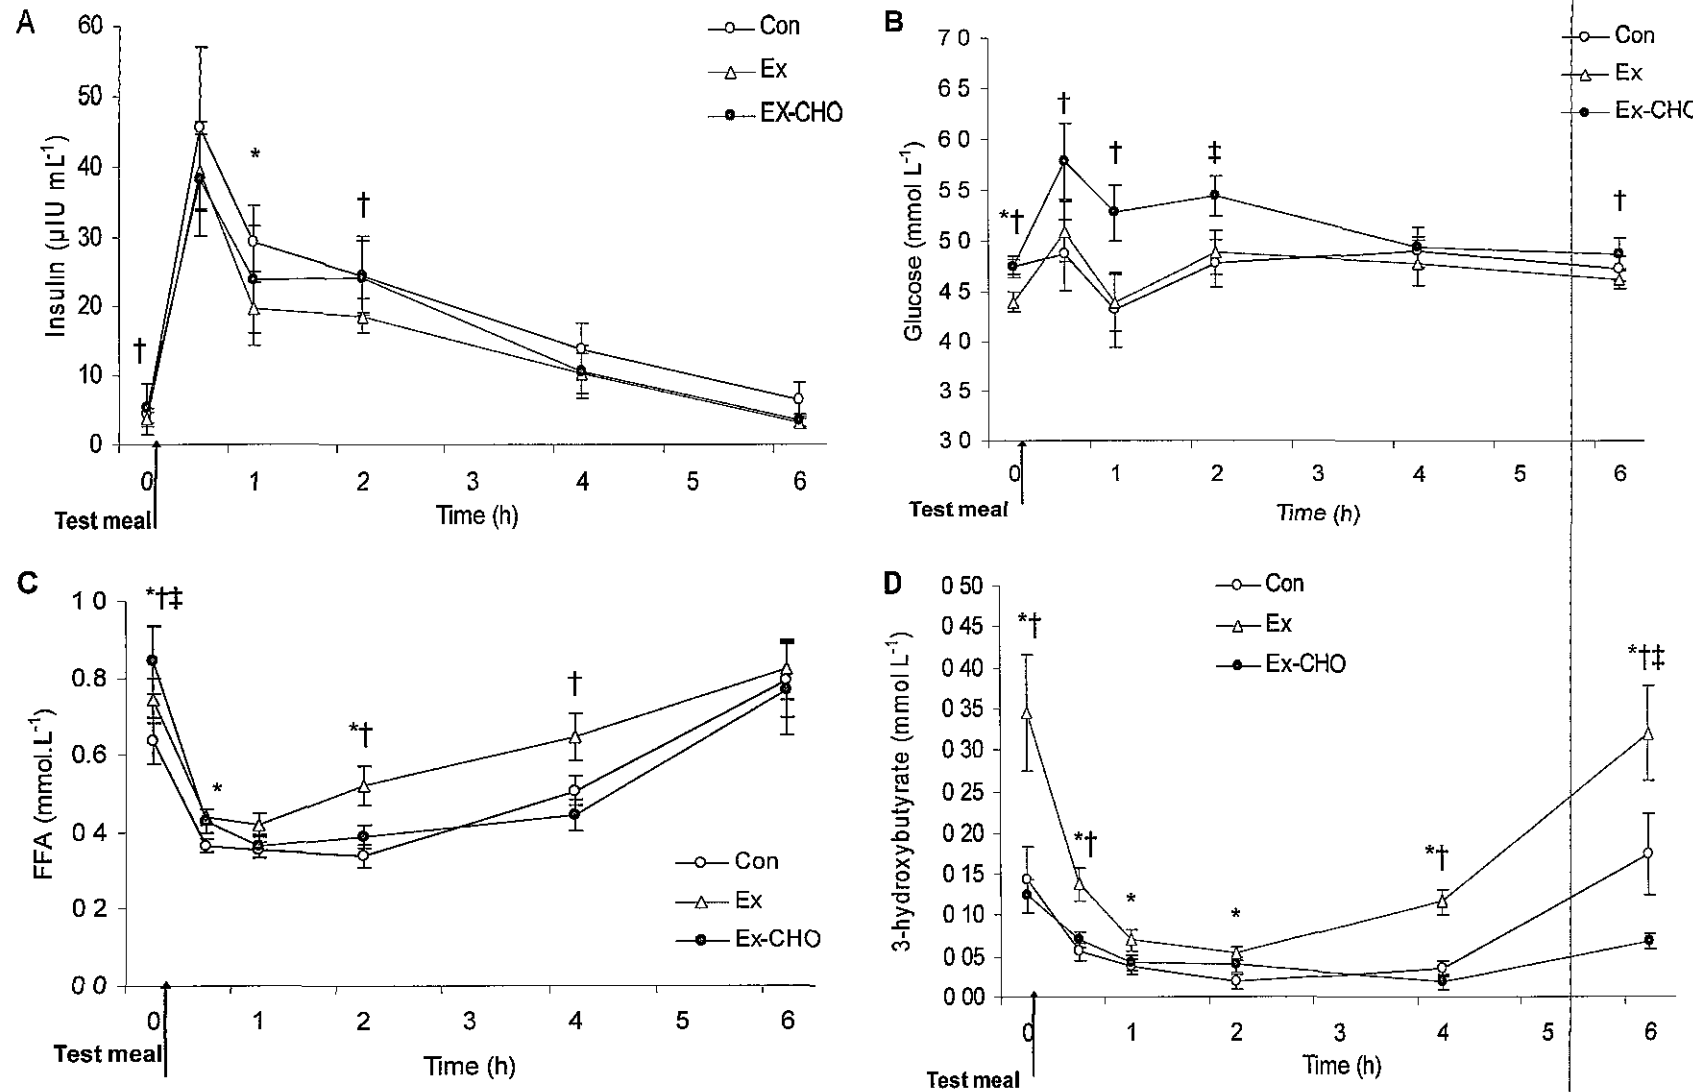 A
60
50
40
30
20
10
0
Insulin (µIU mL-1)
Con
Ex
EX-CHO
†
*
†
0 1 2 3 4 5 6
Test meal
Time (h)
B
7 0
6 5
6 0
5 5
5 0
4 5
4 0
3 5
3 0
Glucose (mmol L-1)
Con
Ex
Ex-CHO
*†
†
†
‡
†
0 1 2 3 4 5 6
Test meal
Time (h)
C
1 0
0.8
0.6
0 4
0 2
0 0
FFA (mmol.L-1)
*†‡
*
*†
†
Con
Ex
Ex-CHO
0 1 2 3 4 5 6
Test meal
Time (h)
D
0 50
0 45
0 40
0 35
0 30
0 25
0 20
0 15
0 10
0 05
0 00
3-hydroxybutyrate (mmol L-1)
Con
Ex
Ex-CHO
*†
*†
*
*
*†
*†‡
0 1 2 3 4 5 6
Test meal
Time (h)